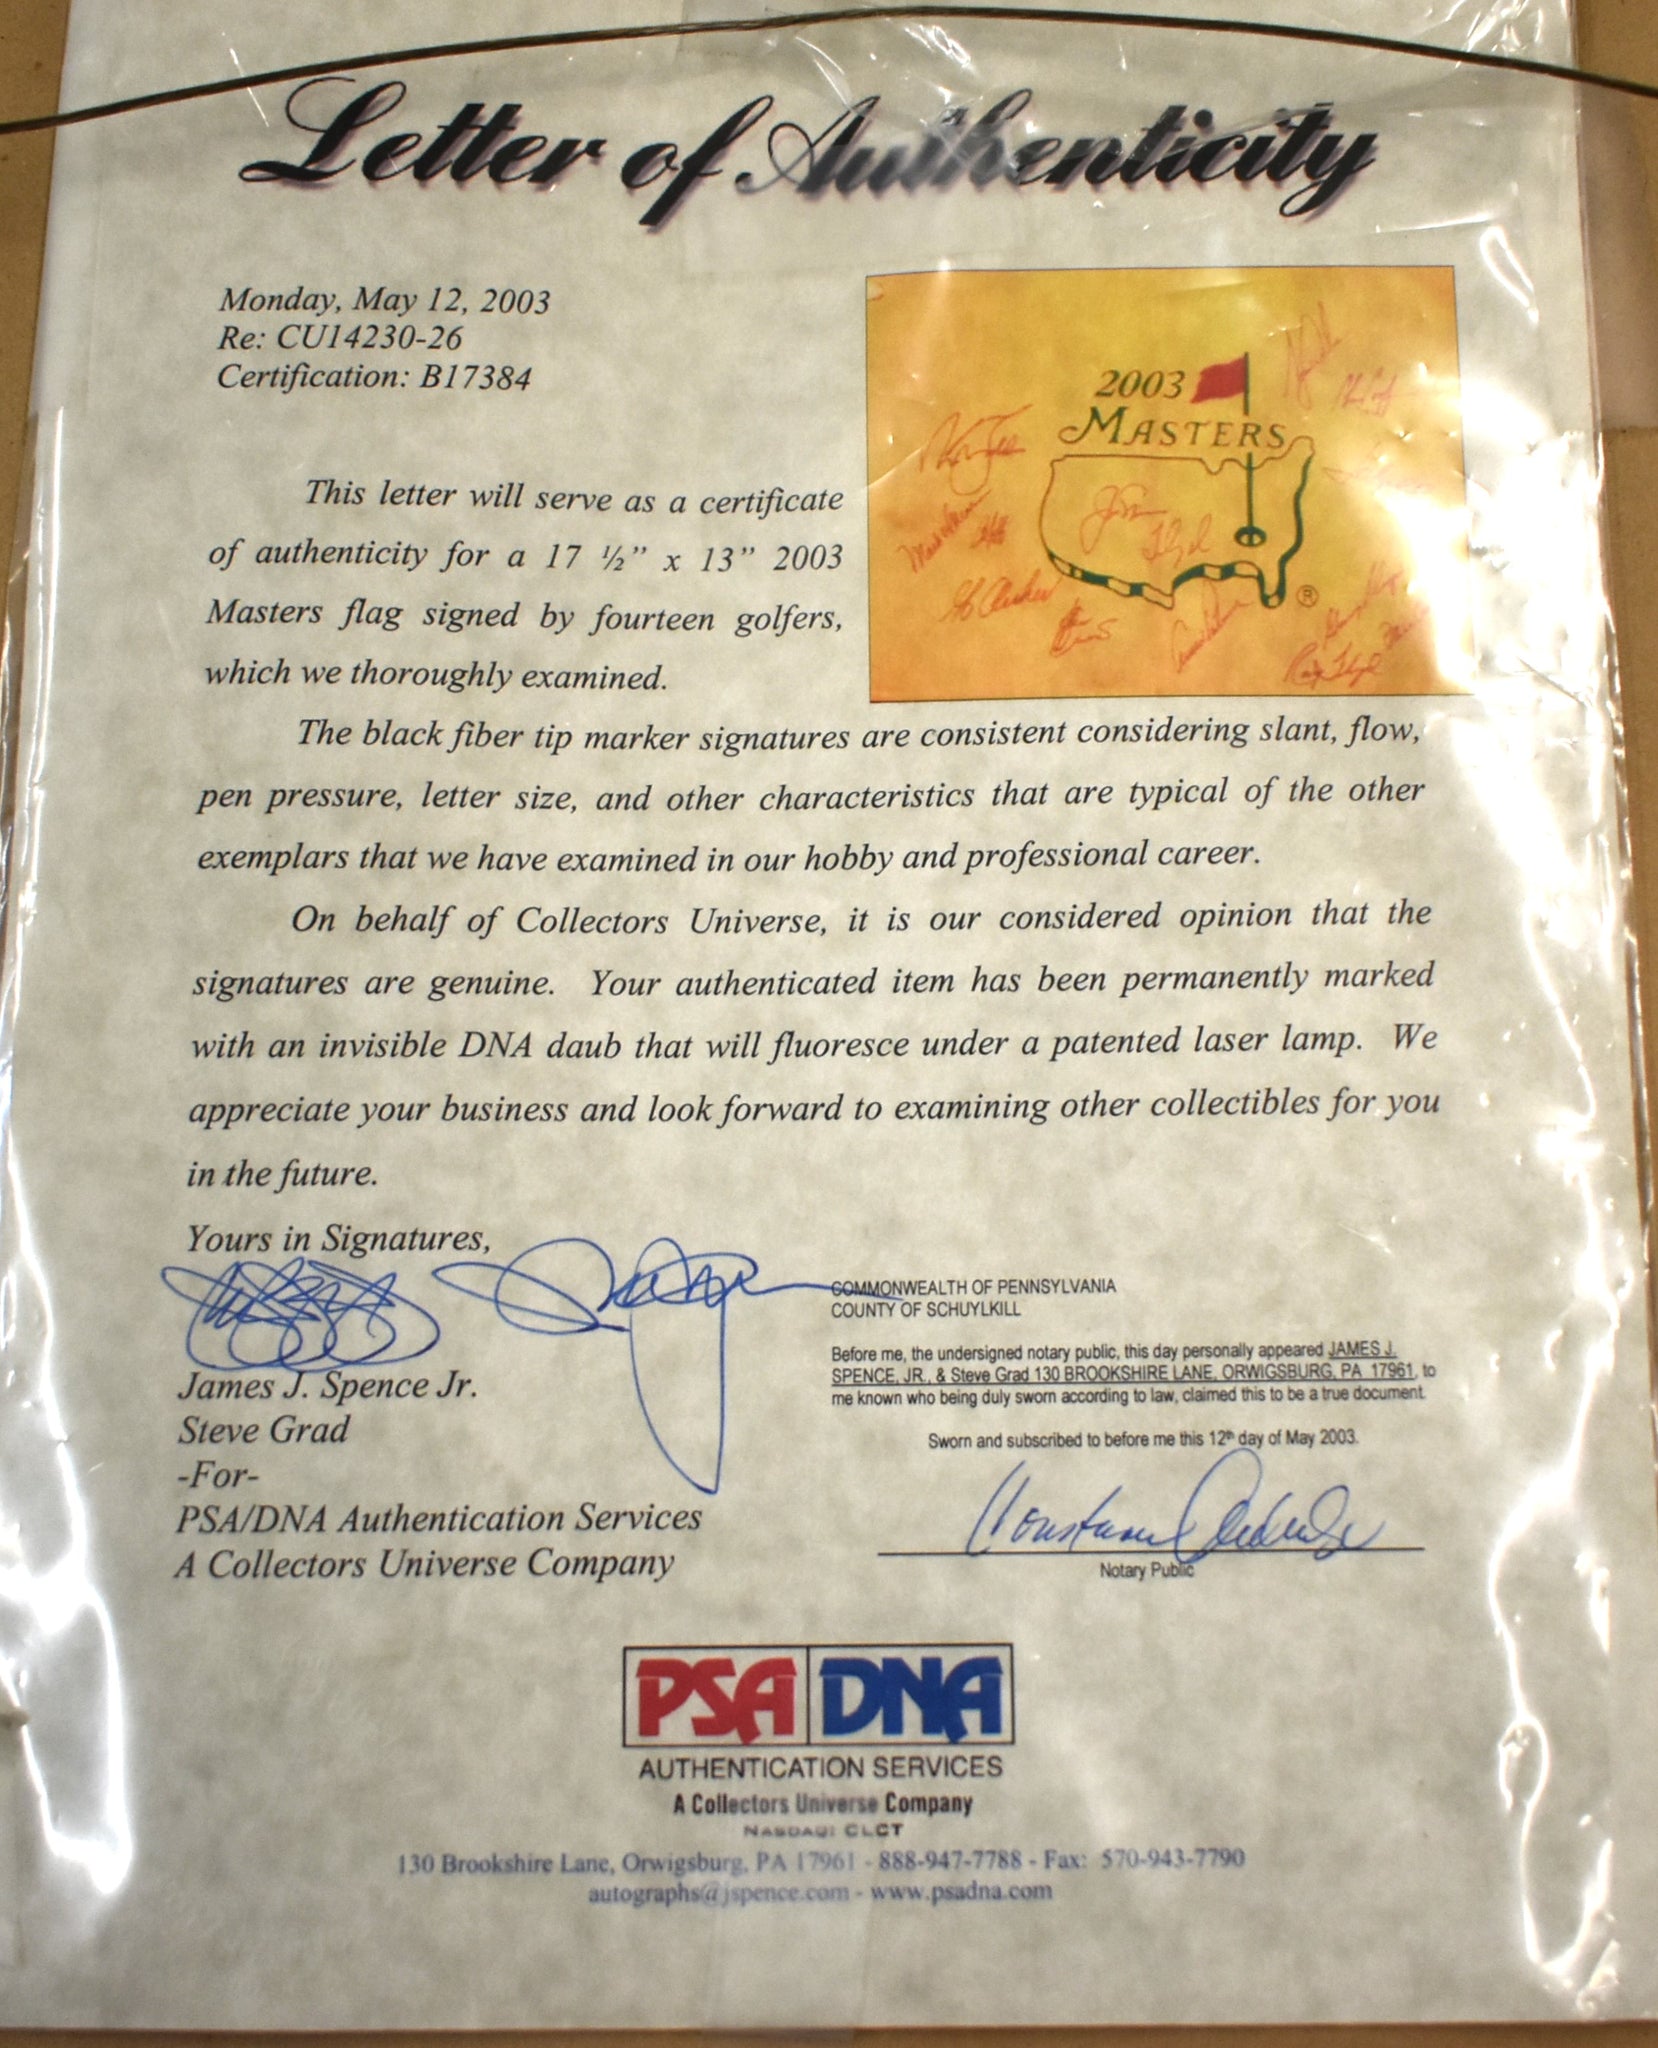 Letter of Authenticity
Monday, May 12, 2003
Re: CU14230-26
Certification: B17384
2003
MASTERS
®
This letter will serve as a certificate
of authenticity for a 17 ½” x 13” 2003
Masters flag signed by fourteen golfers,
which we thoroughly examined.
The black fiber tip marker signatures are consistent considering slant, flow,
pen pressure, letter size, and other characteristics that are typical of the other
exemplars that we have examined in our hobby and professional career.
On behalf of Collectors Universe, it is our considered opinion that the
signatures are genuine. Your authenticated item has been permanently marked
with an invisible DNA daub that will fluoresce under a patented laser lamp. We
appreciate your business and look forward to examining other collectibles for you
in the future.
Yours in Signatures,
James J. Spence Jr.
Steve Grad
-For-
PSA/DNA Authentication Services
A Collectors Universe Company
COMMONWEALTH OF PENNSYLVANIA
COUNTY OF SCHUYLKILL
Before me, the undersigned notary public, this day personally appeared JAMES J.
SPENCE, JR., & Steve Grad 130 BROOKSHIRE LANE, ORWIGSBURG, PA 17961, to
me known who being duly sworn according to law, claimed this to be a true document.
Sworn and subscribed to before me this 12th day of May 2003.
Notary Public
PSA DNA
AUTHENTICATION SERVICES
A Collectors Universe Company
NASDAQ: CLCT
130 Brookshire Lane, Orwigsburg, PA 17961 - 888-947-7788 - Fax: 570-943-7790
autographs@jspence.com - www.psadna.com